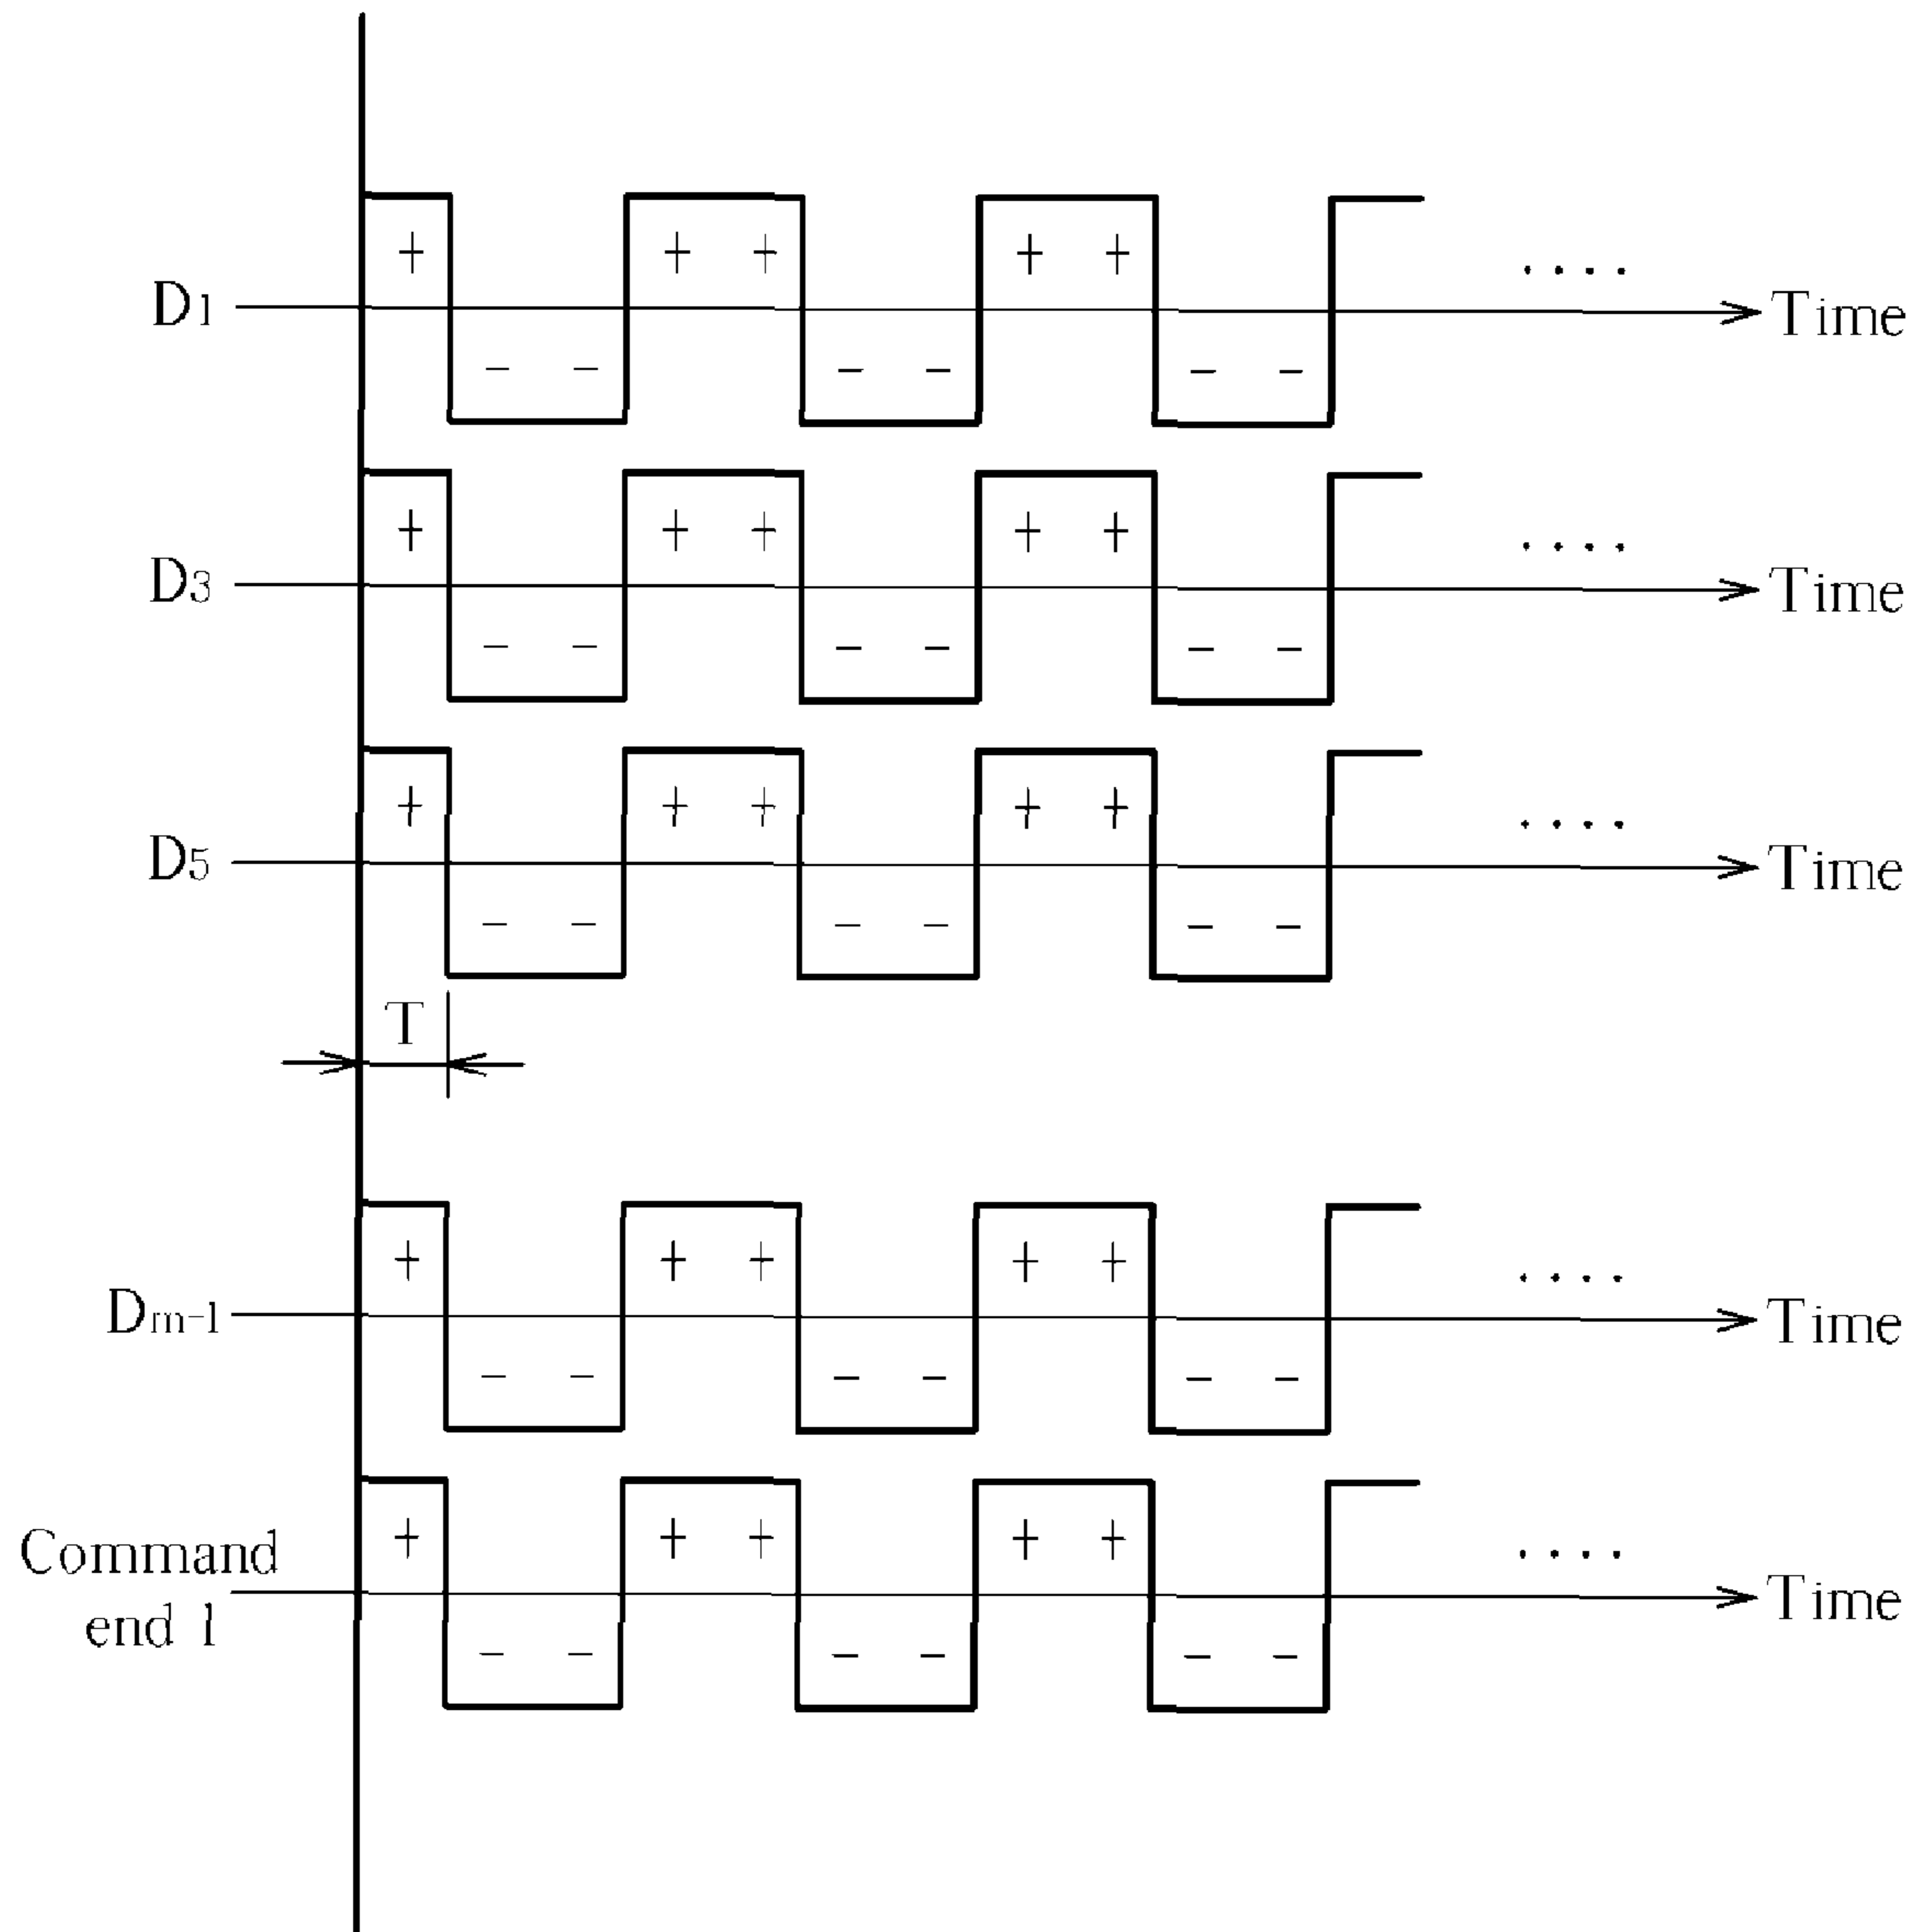 + + + + +
....
D1 Time
- - - - - -
+ + + + +
....
D3 Time
- - - - - -
+ + + + +
....
D5 Time
- - - - - -
T
+ + + + +
....
Dm-1 Time
- - - - - -
+ + + + +
....
Command
end 1 Time
- - - - - -